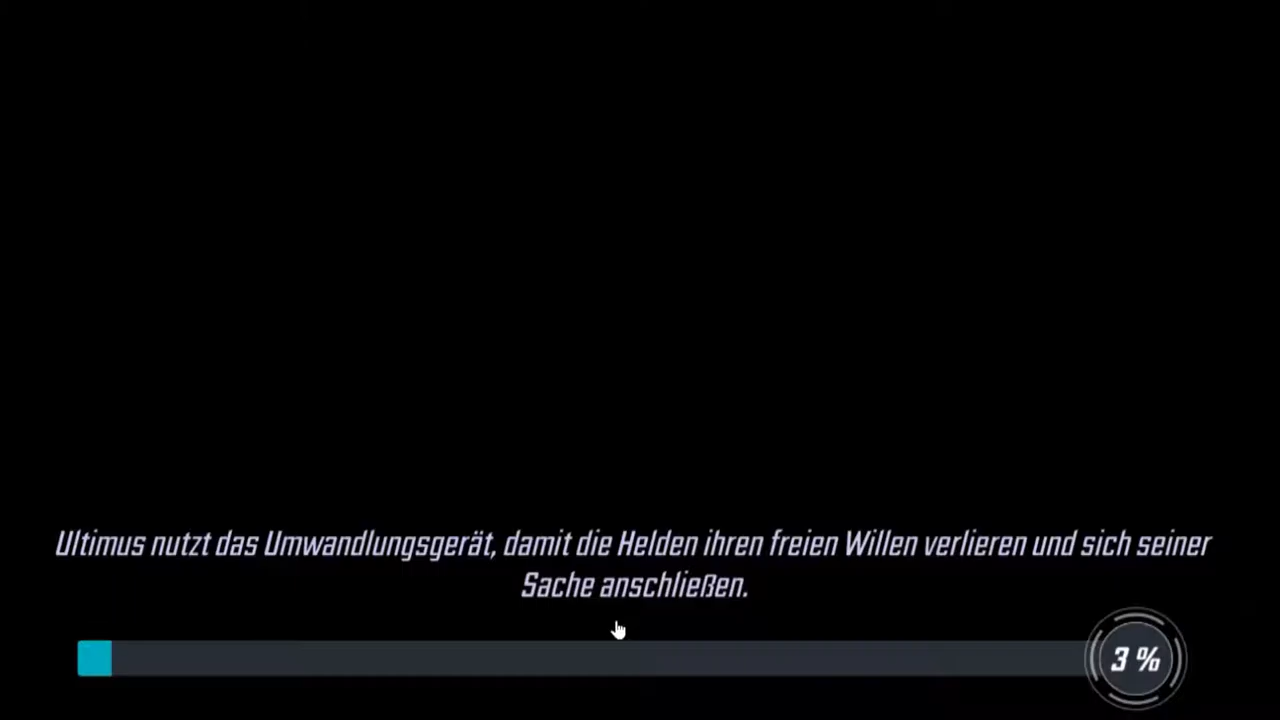 Ultimus nutzt das Umwandlungsgerät, damit die Helden ihren freien Willen verlieren und sich seiner
Sache anschließen.
3 %